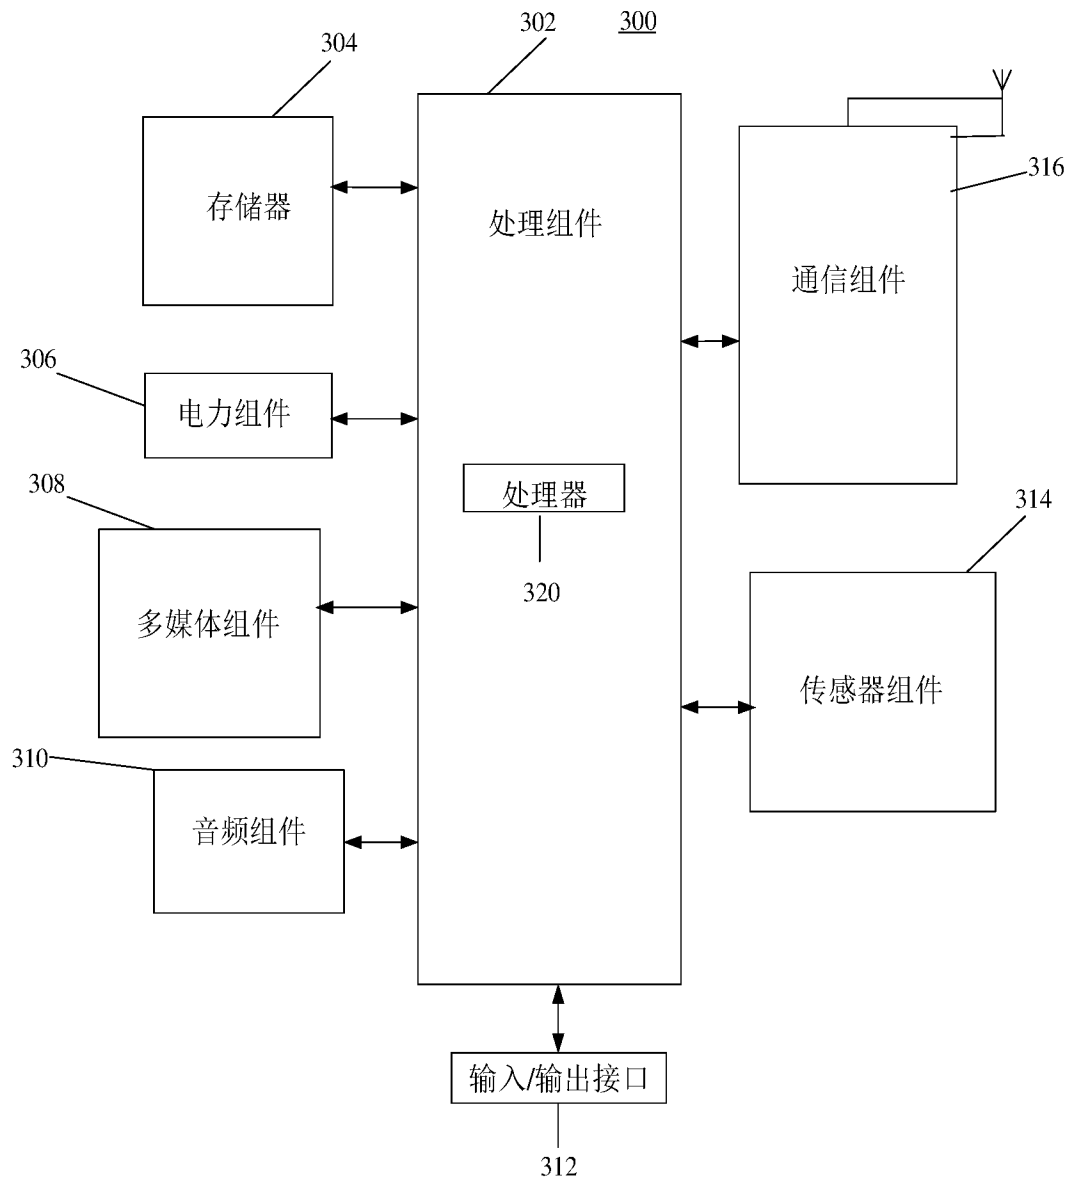 302
300
304
316
存储器
处理组件
通信组件
306
电力组件
308
处理器
314
320
多媒体组件
传感器组件
310
音频组件
输入/输出接口
312